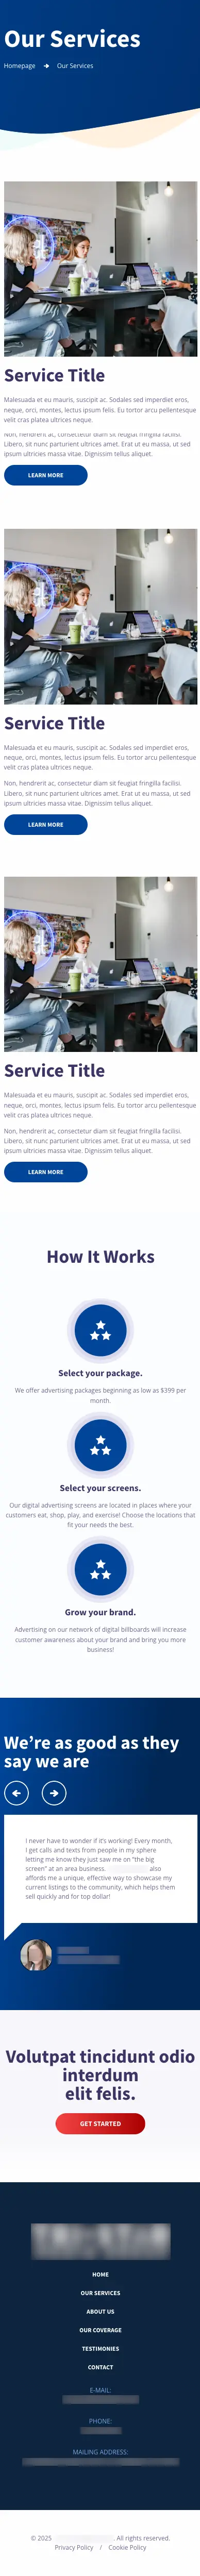 Our Services
Homepage → Our Services
Service Title
Malesuada et eu mauris, suscipit ac. Sodales sed imperdiet eros,
neque, orci, montes, lectus ipsum felis. Eu tortor arcu pellentesque
velit cras platea ultrices neque.
Non, hendrerit ac, consectetur diam sit feugiat fringilla facilisi.
Libero, sit nunc parturient ultrices amet. Erat ut eu massa, ut sed
ipsum ultricies massa vitae. Dignissim tellus aliquet.
LEARN MORE
Service Title
Malesuada et eu mauris, suscipit ac. Sodales sed imperdiet eros,
neque, orci, montes, lectus ipsum felis. Eu tortor arcu pellentesque
velit cras platea ultrices neque.
Non, hendrerit ac, consectetur diam sit feugiat fringilla facilisi.
Libero, sit nunc parturient ultrices amet. Erat ut eu massa, ut sed
ipsum ultricies massa vitae. Dignissim tellus aliquet.
LEARN MORE
Service Title
Malesuada et eu mauris, suscipit ac. Sodales sed imperdiet eros,
neque, orci, montes, lectus ipsum felis. Eu tortor arcu pellentesque
velit cras platea ultrices neque.
Non, hendrerit ac, consectetur diam sit feugiat fringilla facilisi.
Libero, sit nunc parturient ultrices amet. Erat ut eu massa, ut sed
ipsum ultricies massa vitae. Dignissim tellus aliquet.
LEARN MORE
How It Works
Select your package.
We offer advertising packages beginning as low as $399 per
month.
Select your screens.
Our digital advertising screens are located in places where your
customers eat, shop, play, and exercise! Choose the locations that
fit your needs the best.
Grow your brand.
Advertising on our network of digital billboards will increase
customer awareness about your brand and bring you more
business!
We’re as good as they
say we are
I never have to wonder if it’s working! Every month,
I get calls and texts from people in my sphere
letting me know they just saw me on “the big
screen” at an area business. also
affords me a unique, effective way to showcase my
current listings to the community, which helps them
sell quickly and for top dollar!
Volutpat tincidunt odio
interdum
elit felis.
GET STARTED
HOME
OUR SERVICES
ABOUT US
OUR COVERAGE
TESTIMONIES
CONTACT
E-MAIL:
PHONE:
MAILING ADDRESS:
© 2025 . All rights reserved.
Privacy Policy / Cookie Policy